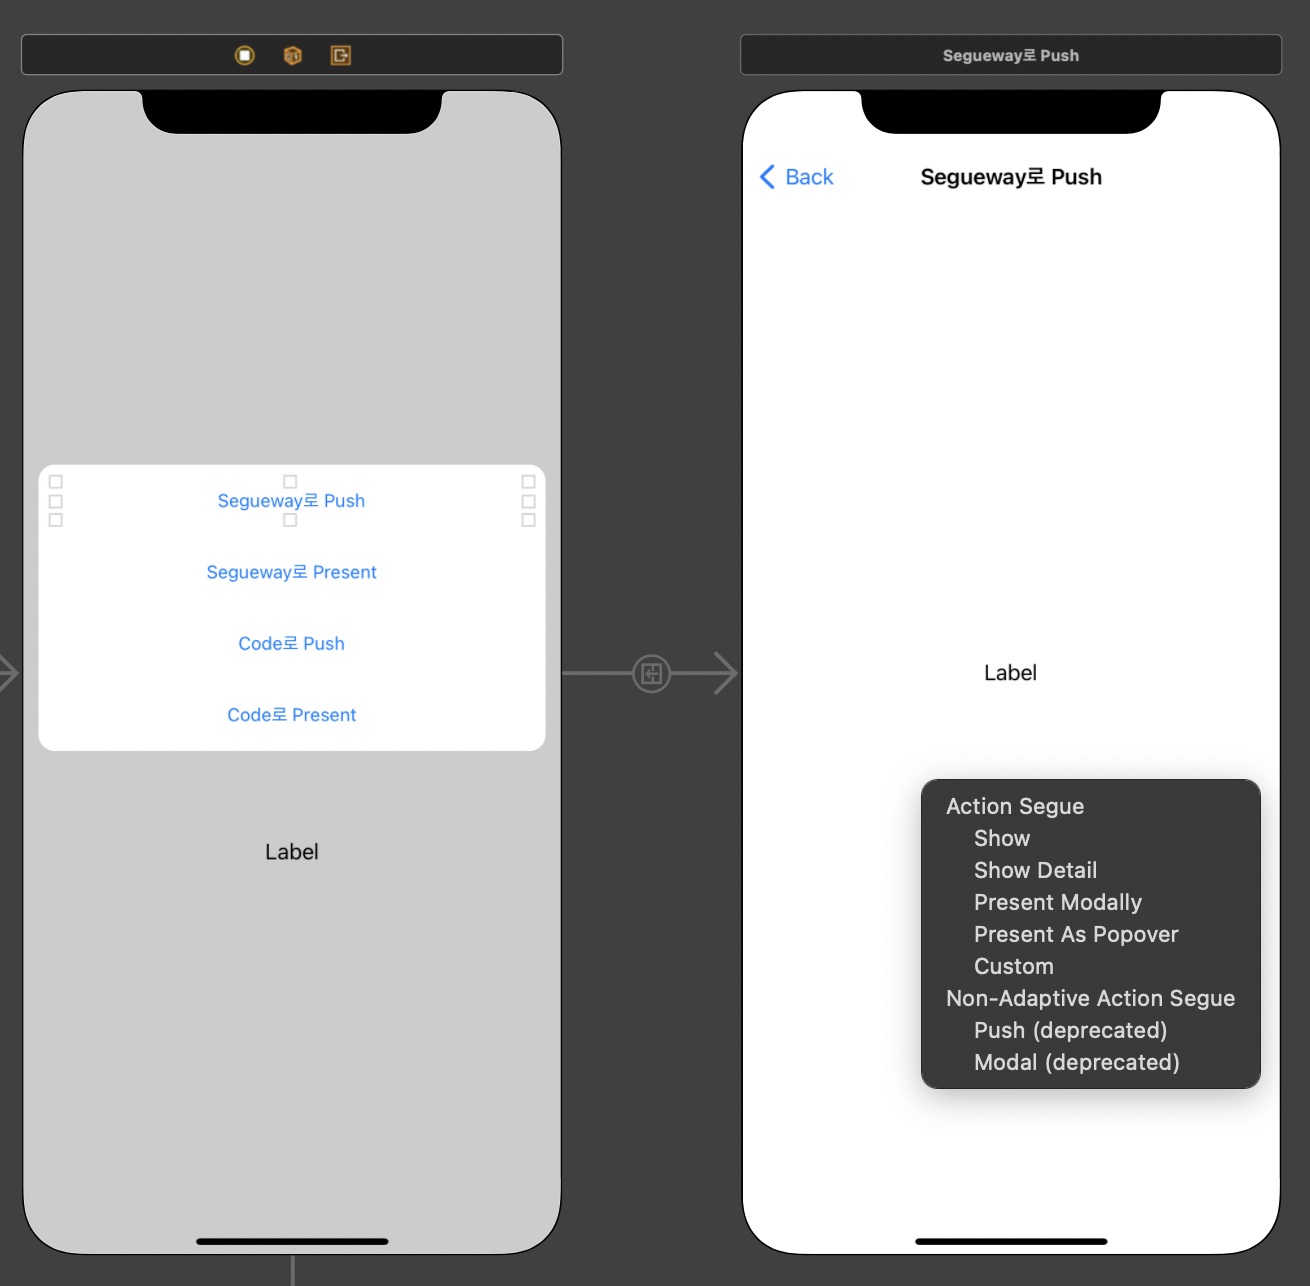 Segueway로 Push
Back
Segueway로 Push
Segueway로 Push
Segueway로 Present
Code로 Push
Code로 Present
Label
Label
Action Segue
Show
Show Detail
Present Modally
Present As Popover
Custom
Non-Adaptive Action Segue
Push (deprecated)
Modal (deprecated)